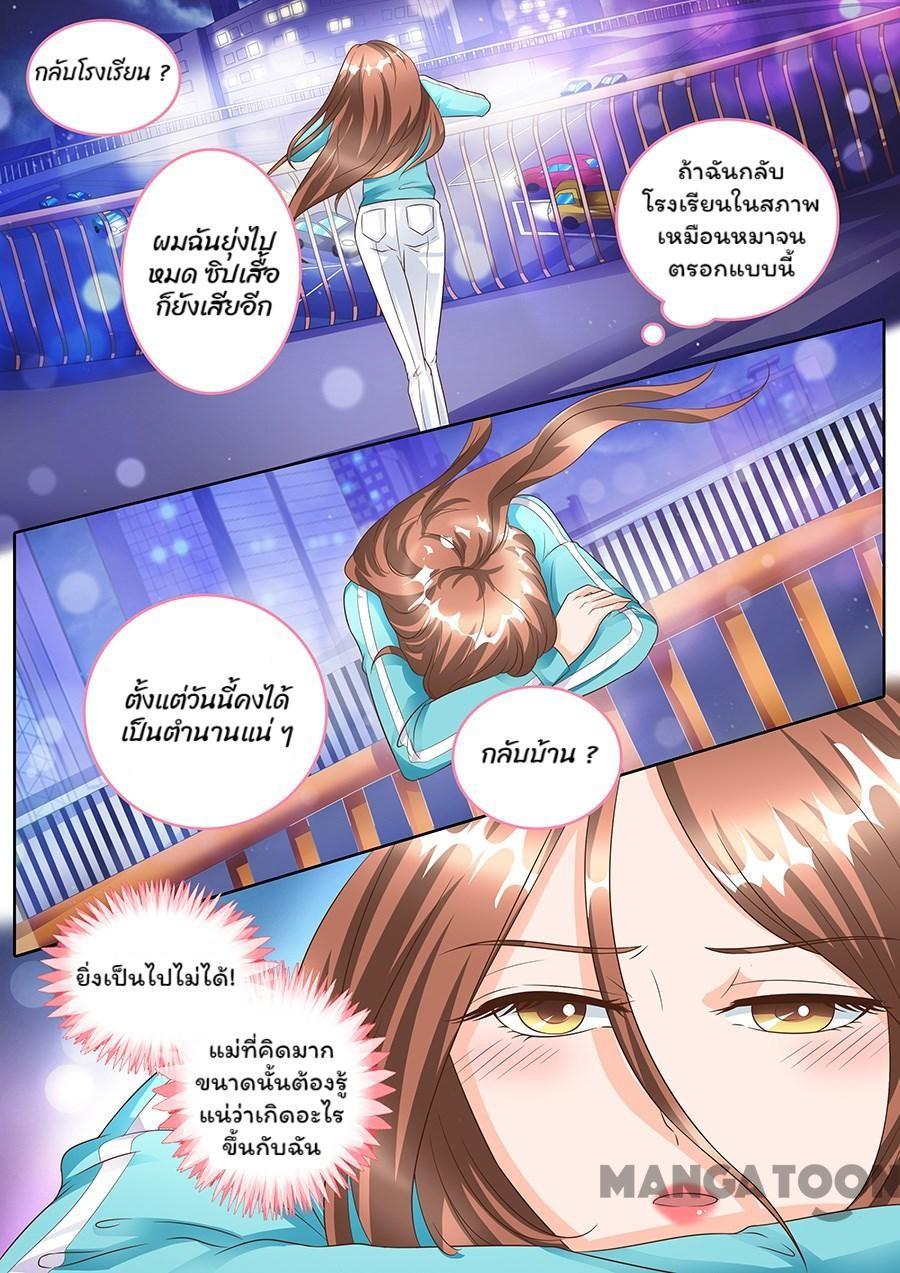 กลับโรงเรียน ?
ผมฉันยุ่งไป
หมด ซิปเสื้อ
ก็ยังเสียอีก
ถ้าฉันกลับ
โรงเรียนในสภาพ
เหมือนหมาจน
ตรอกแบบนี้
ตั้งแต่วันนี้คงได้
เป็นตำนานแน่ ๆ
กลับบ้าน ?
ยิ่งเป็นไปไม่ได้!
แม่ที่คิดมาก
ขนาดนั้นต้องรู้
แน่ว่าเกิดอะไร
ขึ้นกับฉัน
MANGATOON